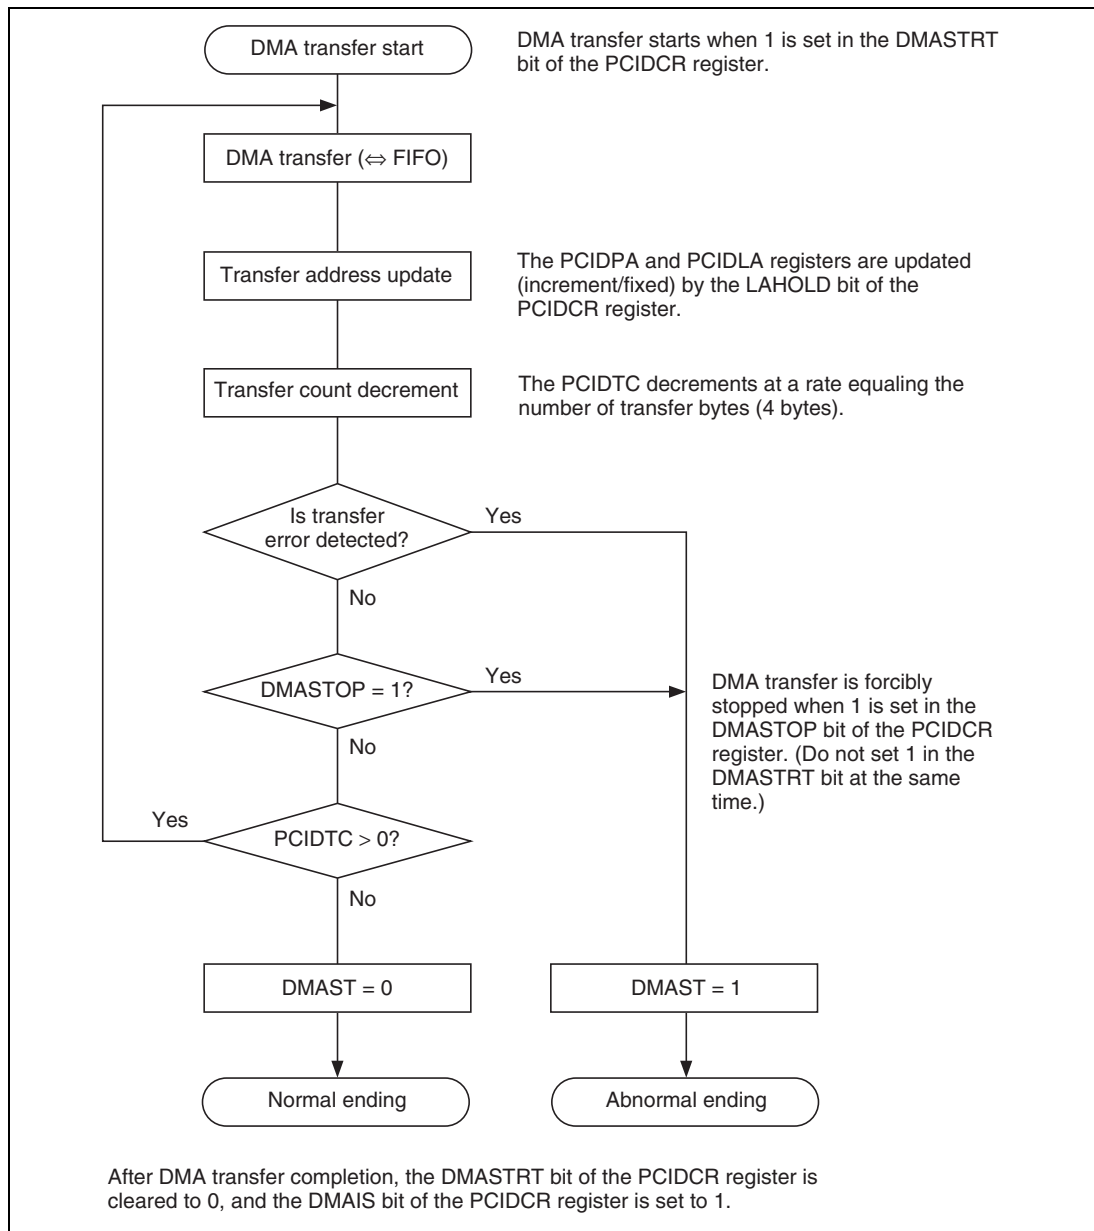 DMA transfer start
DMA transfer starts when 1 is set in the DMASTRT
bit of the PCIDCR register.
DMA transfer (⇔ FIFO)
Transfer address update
The PCIDPA and PCIDLA registers are updated
(increment/fixed) by the LAHOLD bit of the
PCIDCR register.
Transfer count decrement
The PCIDTC decrements at a rate equaling the
number of transfer bytes (4 bytes).
Is transfer
error detected?
Yes
No
DMASTOP = 1?
Yes
DMA transfer is forcibly
stopped when 1 is set in the
DMASTOP bit of the PCIDCR
register. (Do not set 1 in the
DMASTRT bit at the same
time.)
No
Yes
PCIDTC > 0?
No
DMAST = 0
DMAST = 1
Normal ending
Abnormal ending
After DMA transfer completion, the DMASTRT bit of the PCIDCR register is
cleared to 0, and the DMAIS bit of the PCIDCR register is set to 1.